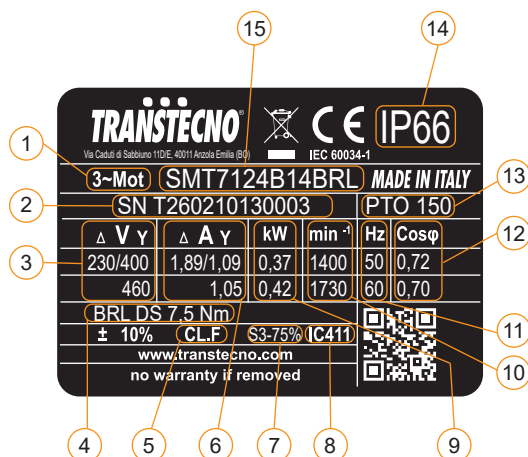 15
14
TRANSTECNO
CE
IP66
Via Caduti di Sabbiuno 11D/E, 40011 Anzola Emilia (BO)
IEC 60034-1
1
3~Mot
SMT7124B14BRL
MADE IN ITALY
13
2
SN T260210130003
PTO 150
Δ V Y
Δ A Y
kW
min -1
Hz
Cosφ
12
3
230/400
1,89/1,09
0,37
1400
50
0,72
460
1,05
0,42
1730
60
0,70
11
BRL DS 7,5 Nm
± 10%
CL.F
S3-75%
IC411
10
www.transtecno.com
no warranty if removed
4
5
6
7
8
9